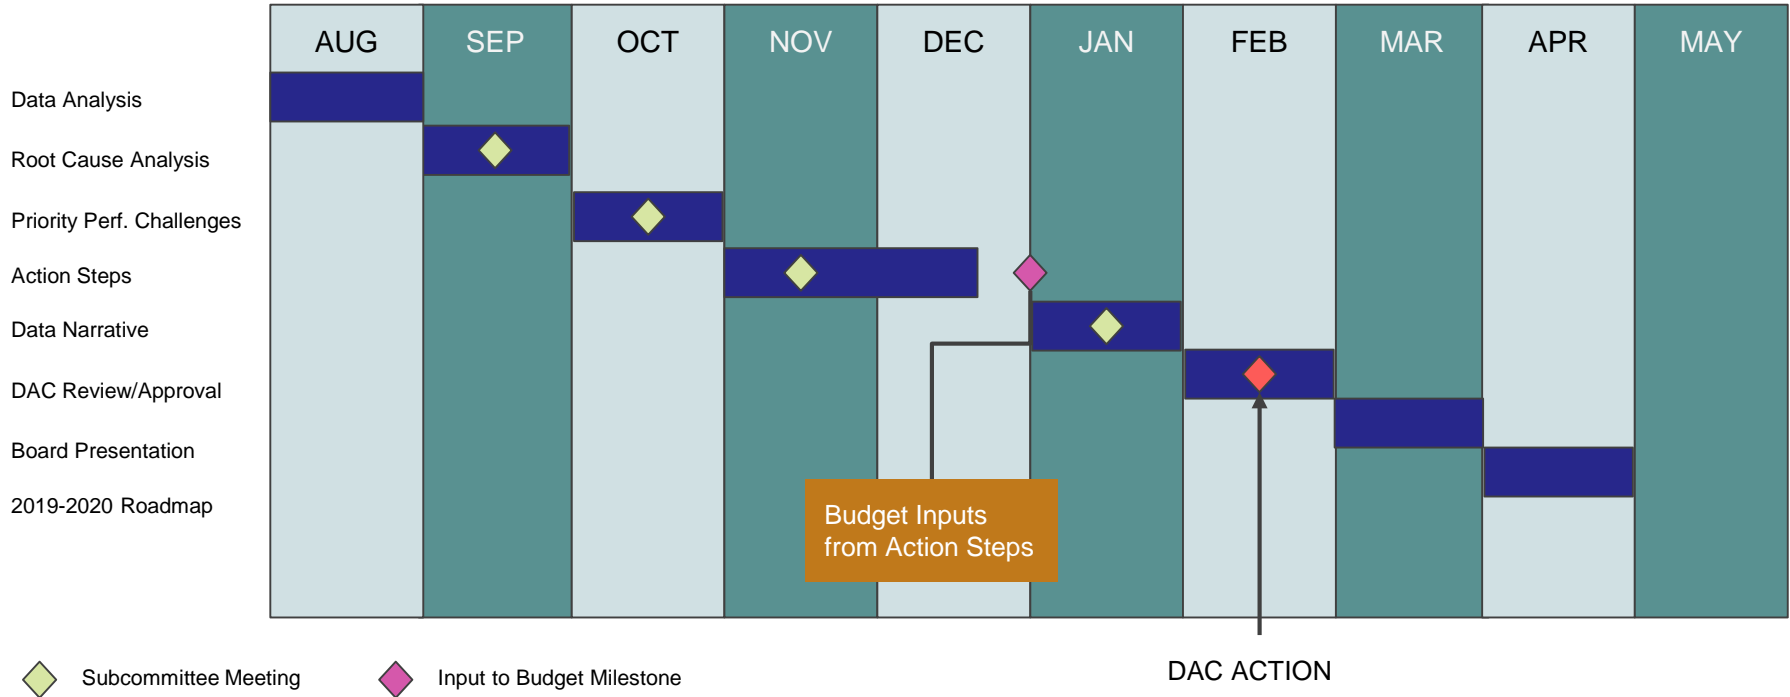 AUG SEP OCT NOV DEC JAN FEB MAR APR MAY
Data Analysis
Root Cause Analysis
Priority Perf. Challenges
Action Steps
Data Narrative
DAC Review/Approval
Board Presentation
2019-2020 Roadmap
Budget Inputs
from Action Steps
DAC ACTION
Subcommittee Meeting
Input to Budget Milestone